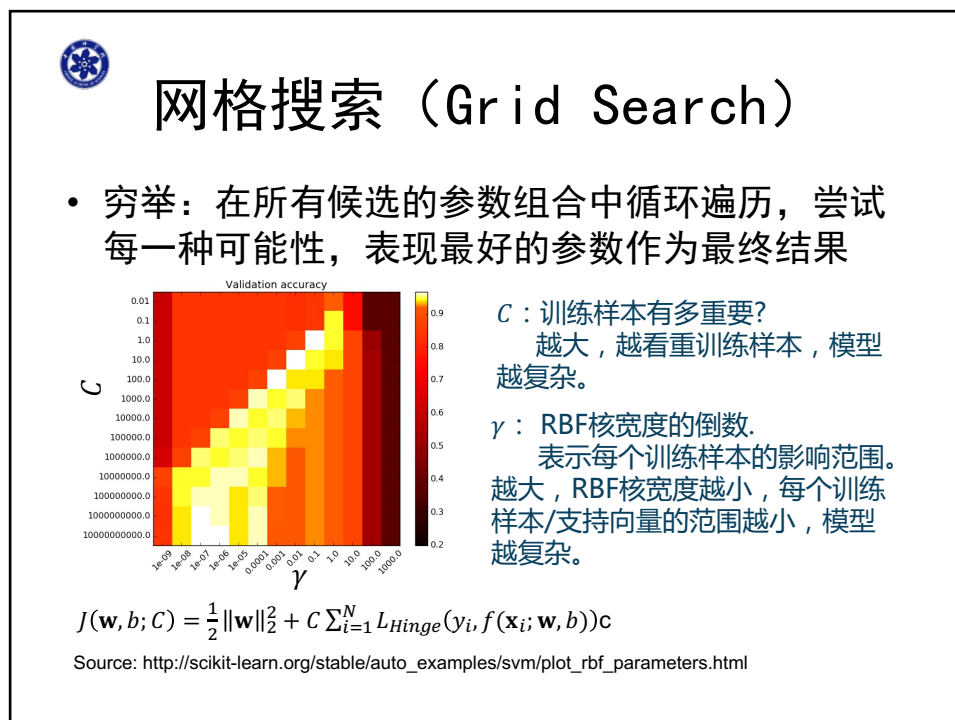 网格搜索（Grid Search）
• 穷举：在所有候选的参数组合中循环遍历，尝试
每一种可能性，表现最好的参数作为最终结果
Validation accuracy
0.01
0.1
1.0
10.0
100.0
1000.0
10000.0
100000.0
1000000.0
10000000.0
100000000.0
1000000000.0
10000000000.0
C
1e-09
1e-08
1e-07
1e-06
1e-05
0.0001
0.001
0.01
0.1
1.0
10.0
100.0
1000.0
γ
0.9
0.8
0.7
0.6
0.5
0.4
0.3
0.2
C：训练样本有多重要?
越大，越看重训练样本，模型
越复杂。
γ： RBF核宽度的倒数.
表示每个训练样本的影响范围。
越大，RBF核宽度越小，每个训练
样本/支持向量的范围越小，模型
越复杂。
J(w, b; C) = 1/2 ‖w‖₂² + C ∑ᵢ₌₁ᴺ L_Hinge(yᵢ, f(xᵢ; w, b))c
Source: http://scikit-learn.org/stable/auto_examples/svm/plot_rbf_parameters.html